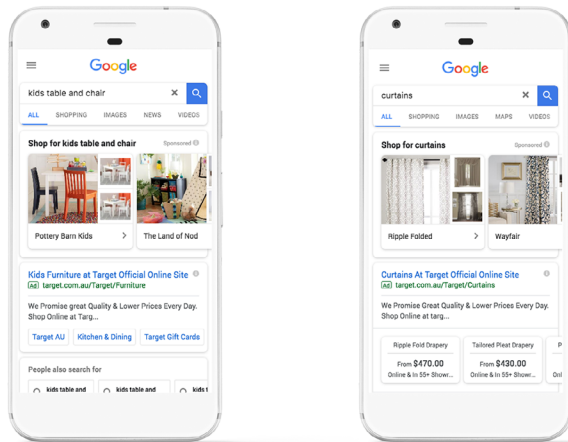 Google
kids table and chair
ALL SHOPPING IMAGES NEWS VIDEOS
Shop for kids table and chair Sponsored
Pottery Barn Kids
The Land of Nod
Kids Furniture at Target Official Online Site
Ad target.com.au/Target/Furniture
We Promise great Quality & Lower Prices Every Day.
Shop Online at Targ...
Target AU Kitchen & Dining Target Gift Cards
People also search for
kids table and kids table and kids t
Google
curtains
ALL SHOPPING IMAGES MAPS VIDEOS
Shop for curtains Sponsored
Ripple Folded
Wayfair
Curtains At Target Official Online Site
Ad target.com.au/Target/Curtains
We Promise Great Quality & Lower Prices Every Day.
Shop Online at Targ...
Ripple Fold Drapery Tailored Pleat Drapery P
From $470.00 From $430.00
Online & In 55+ Showr... Online & In 55+ Showr... Onl